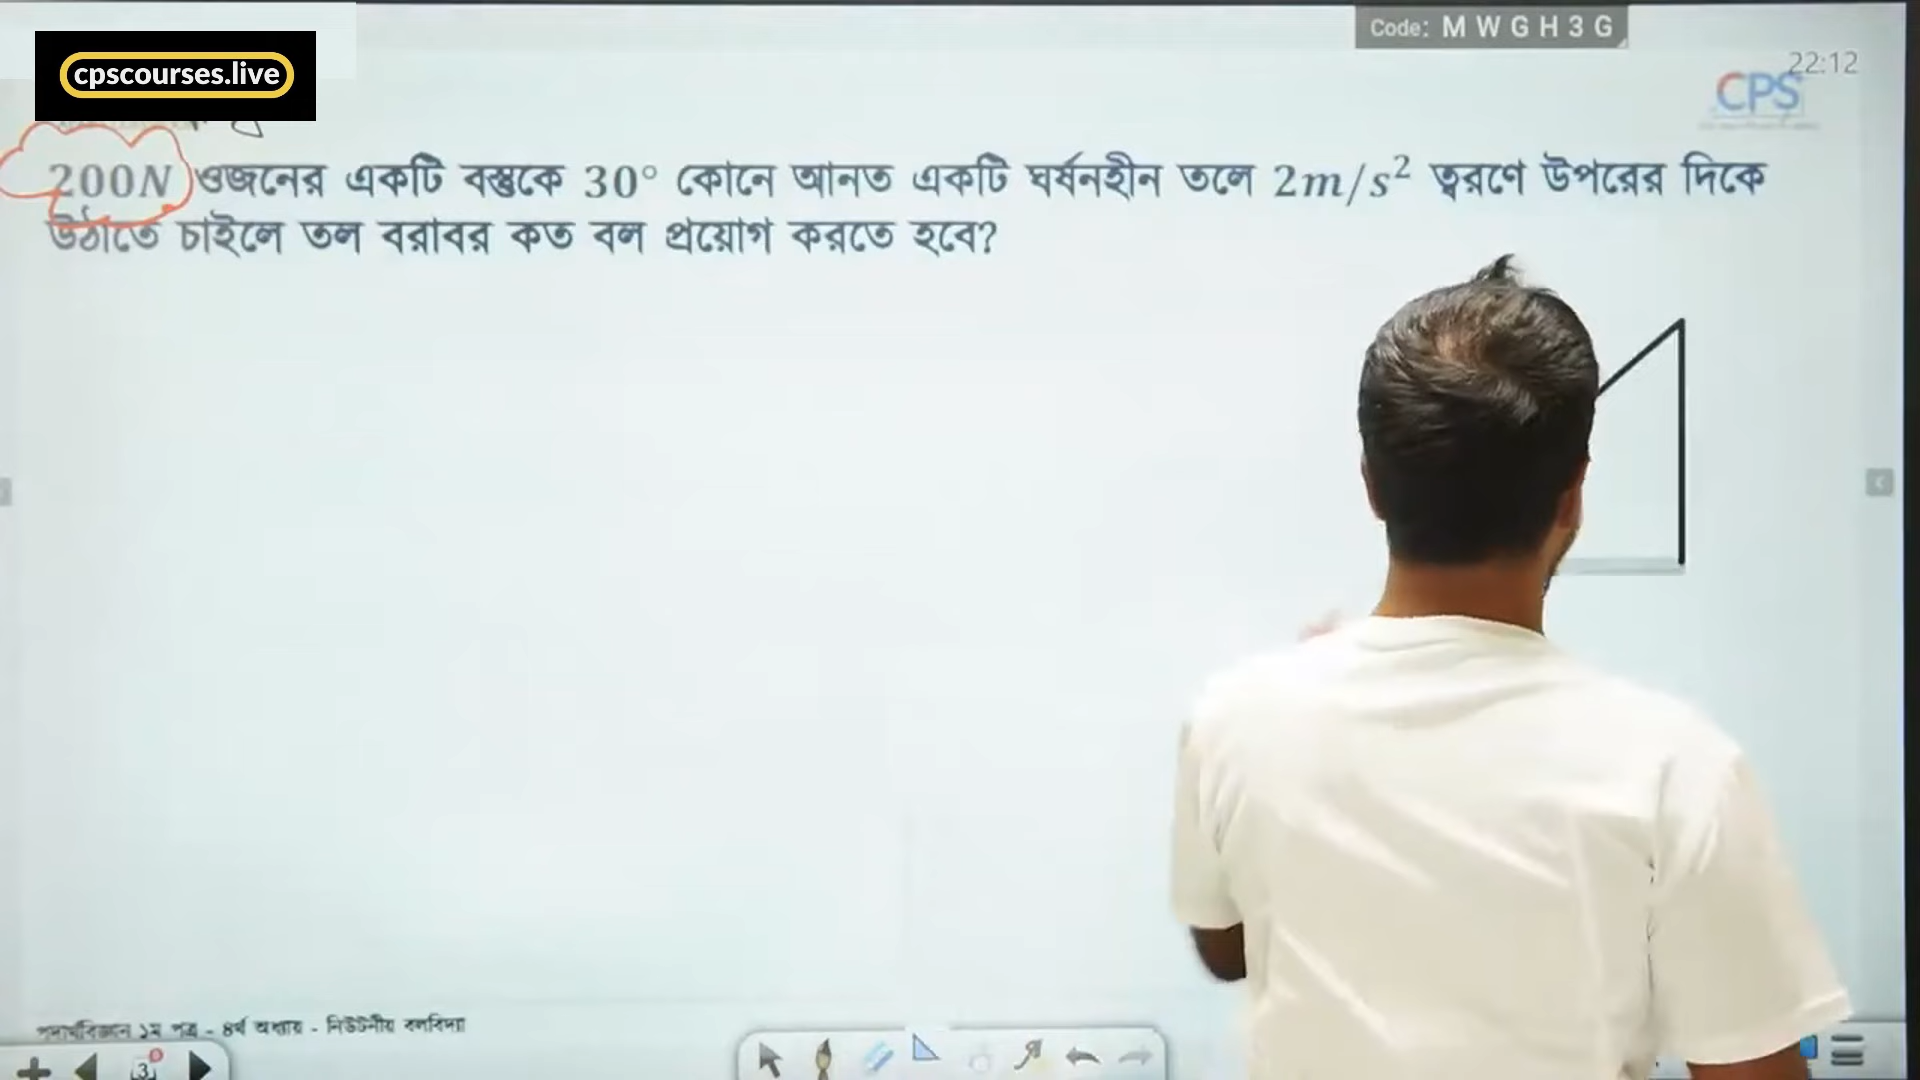 Code: M W G H 3 G
cpscourses.live
22:12
CPS
200N ওজনের একটি বস্তুকে 30° কোনে আনত একটি ঘর্ষনহীন তলে 2m/s² ত্বরণে উপরের দিকে
উঠাতে চাইলে তল বরাবর কত বল প্রয়োগ করতে হবে?
পদার্থবিজ্ঞান ১ম পত্র - ৪র্থ অধ্যায় - নিউটনীয় বলবিদ্যা
3